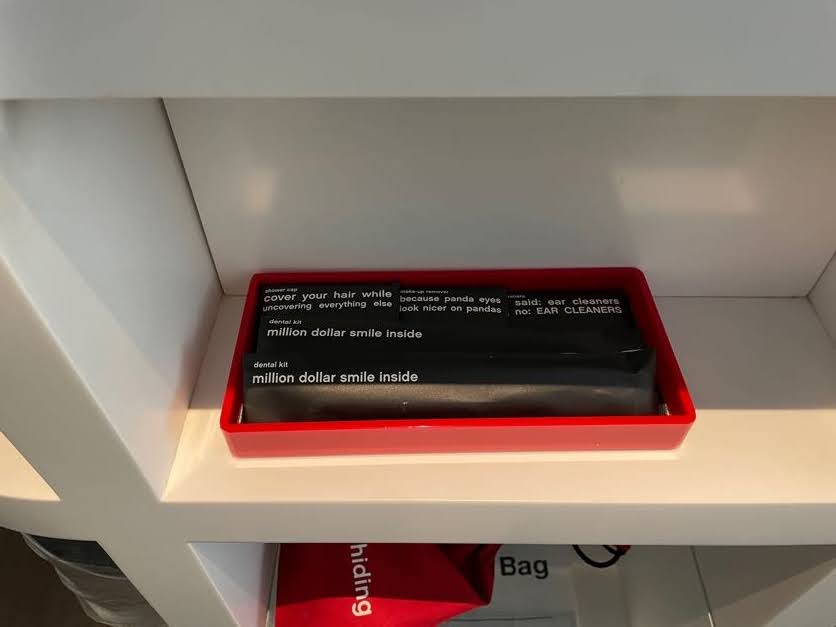 shower cap
cover your hair while
uncovering everything else
make-up remover
because panda eyes
look nicer on pandas
said: ear cleaners
no: EAR CLEANERS
dental kit
million dollar smile inside
dental kit
million dollar smile inside
hiding
Bag